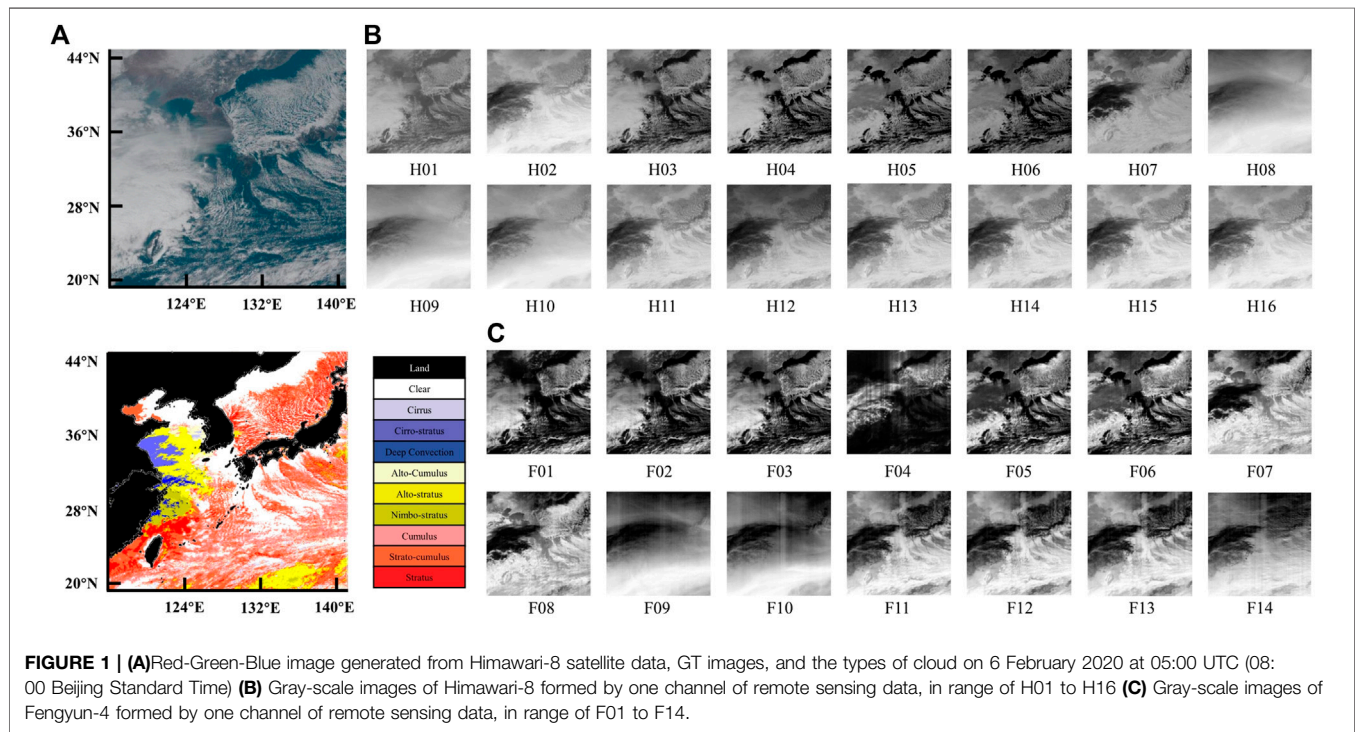 A
44°N
36°N
28°N
20°N
124°E 132°E 140°E
B
H01 H02 H03 H04 H05 H06 H07 H08
H09 H10 H11 H12 H13 H14 H15 H16
44°N
36°N
28°N
20°N
124°E 132°E 140°E
Land
Clear
Cirrus
Cirro-stratus
Deep Convection
Alto-Cumulus
Alto-stratus
Nimbo-stratus
Cumulus
Strato-cumulus
Stratus
C
F01 F02 F03 F04 F05 F06 F07
F08 F09 F10 F11 F12 F13 F14
FIGURE 1 | (A)Red-Green-Blue image generated from Himawari-8 satellite data, GT images, and the types of cloud on 6 February 2020 at 05:00 UTC (08:
00 Beijing Standard Time) (B) Gray-scale images of Himawari-8 formed by one channel of remote sensing data, in range of H01 to H16 (C) Gray-scale images of
Fengyun-4 formed by one channel of remote sensing data, in range of F01 to F14.